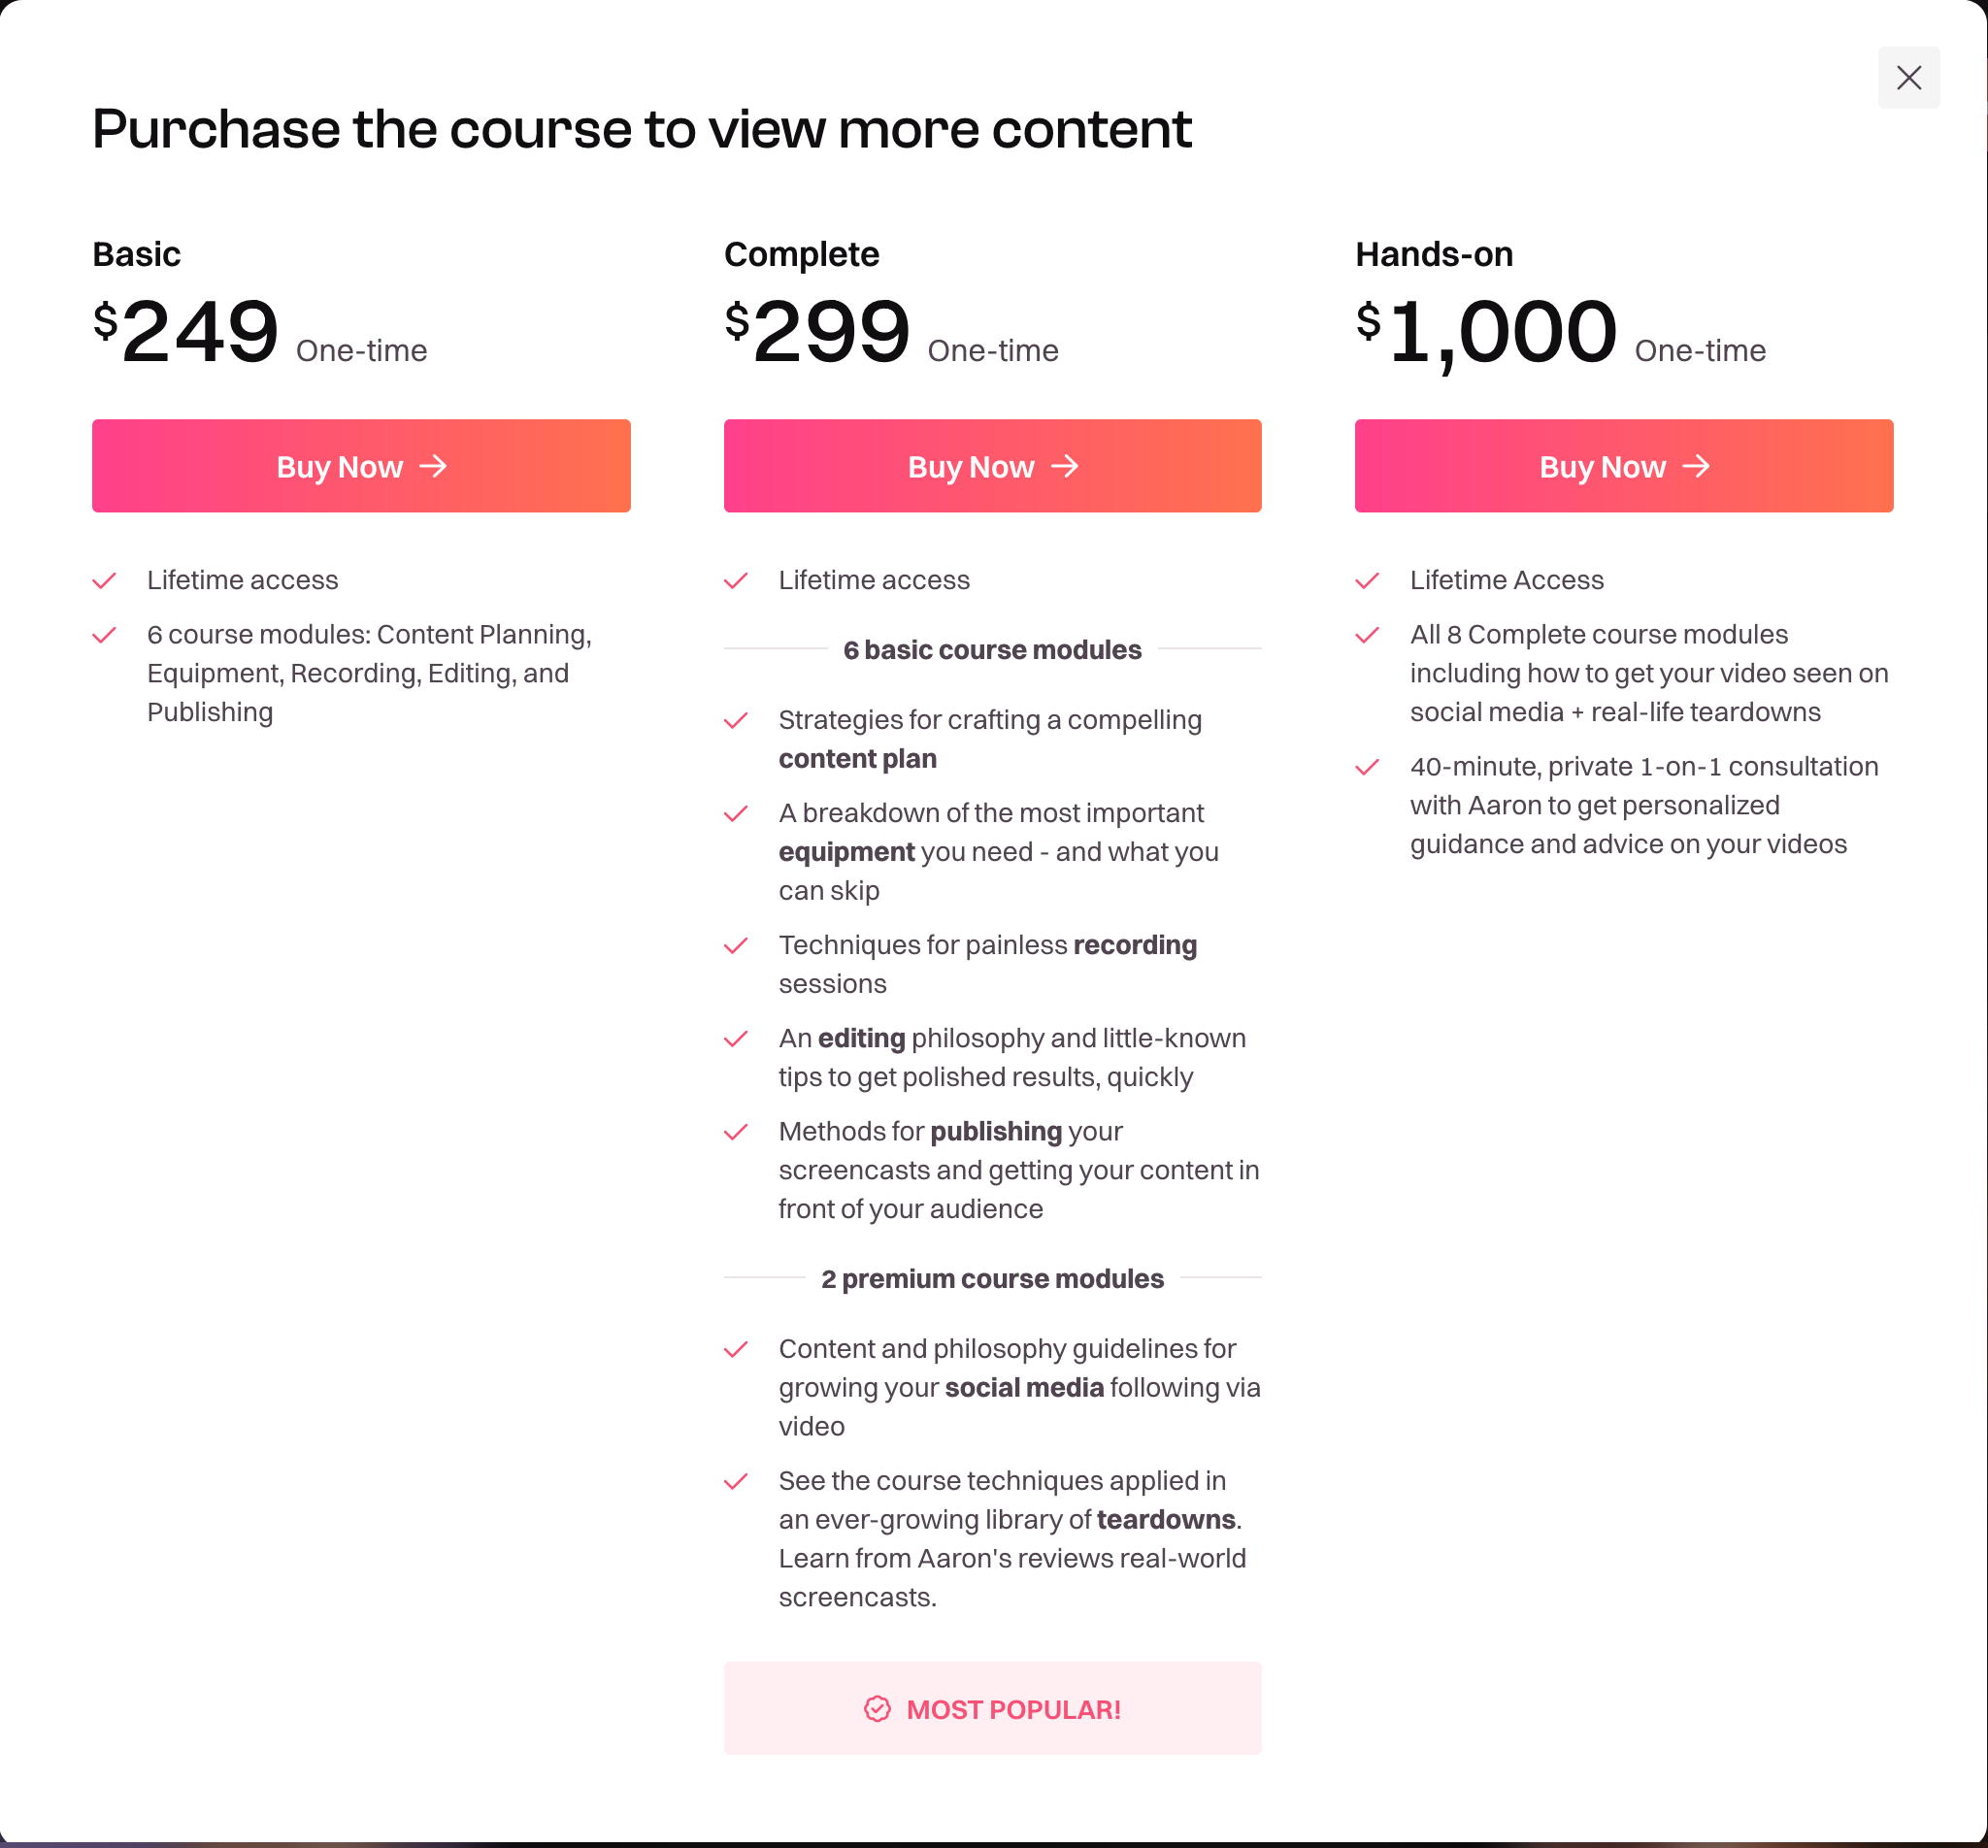 Purchase the course to view more content
Basic
$249 One-time
Buy Now →
Lifetime access
6 course modules: Content Planning,
Equipment, Recording, Editing, and
Publishing
Complete
$299 One-time
Buy Now →
Lifetime access
6 basic course modules
Strategies for crafting a compelling
content plan
A breakdown of the most important
equipment you need - and what you
can skip
Techniques for painless recording
sessions
An editing philosophy and little-known
tips to get polished results, quickly
Methods for publishing your
screencasts and getting your content in
front of your audience
2 premium course modules
Content and philosophy guidelines for
growing your social media following via
video
See the course techniques applied in
an ever-growing library of teardowns.
Learn from Aaron's reviews real-world
screencasts.
MOST POPULAR!
Hands-on
$1,000 One-time
Buy Now →
Lifetime Access
All 8 Complete course modules
including how to get your video seen on
social media + real-life teardowns
40-minute, private 1-on-1 consultation
with Aaron to get personalized
guidance and advice on your videos